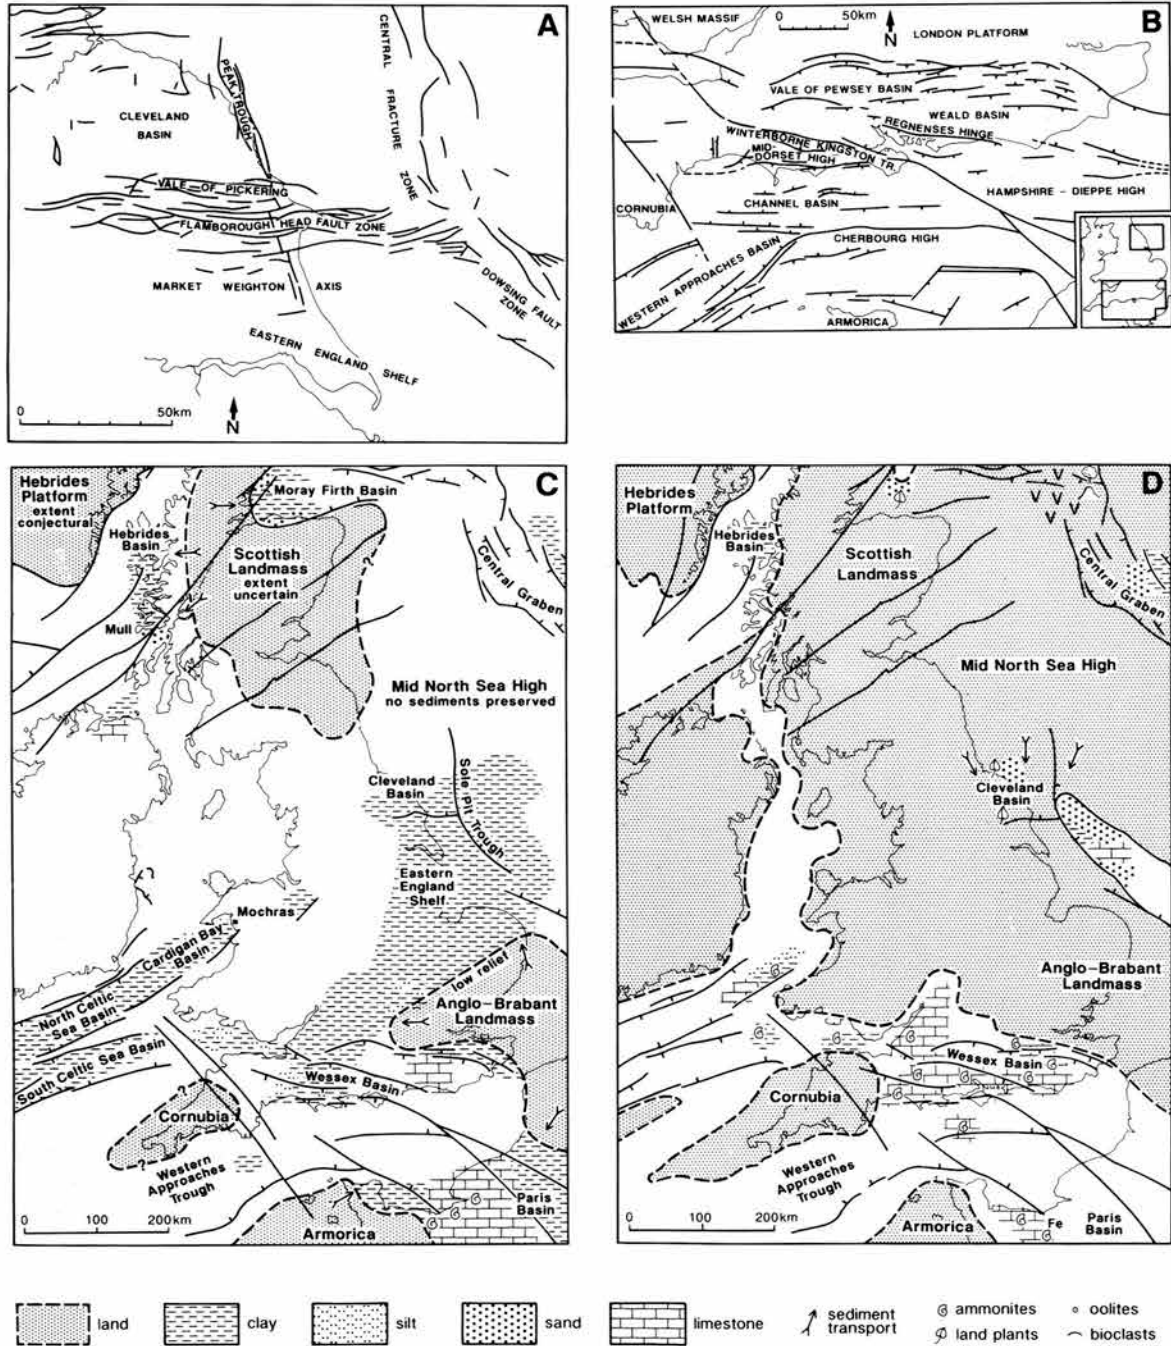 A
PEAK TROUGH
CENTRAL FRACTURE ZONE
CLEVELAND
BASIN
VALE OF PICKERING
FLAMBOROUGH HEAD FAULT ZONE
MARKET WEIGHTON AXIS
DOWSING FAULT
ZONE
EASTERN ENGLAND SHELF
0 50km
N
B
WELSH MASSIF
0 50km
N
LONDON PLATFORM
VALE OF PEWSEY BASIN
WEALD BASIN
REGNENSES HINGE
WINTERBORNE KINGSTON TR.
MID-
DORSET HIGH
HAMPSHIRE - DIEPPE HIGH
CORNUBIA
CHANNEL BASIN
CHERBOURG HIGH
WESTERN APPROACHES BASIN
ARMORICA
C
Hebrides
Platform
extent
conjectural
Moray Firth Basin
Hebrides
Basin
Scottish
Landmass
extent
uncertain
?
Central Graben
Mull
Mid North Sea High
no sediments preserved
Cleveland
Basin
Sole Pit Trough
Eastern
England
Shelf
?
Mochras
Cardigan Bay
Basin
low relief
North Celtic
Sea Basin
Anglo-Brabant
Landmass
South Celtic Sea Basin
Wessex Basin
?
Cornubia
?
Western
Approaches
Trough
Paris
Basin
0 100 200km
Armorica
D
Hebrides
Platform
Hebrides
Basin
Scottish
Landmass
Central Graben
Mid North Sea High
Cleveland
Basin
Anglo-Brabant
Landmass
Wessex Basin
Cornubia
Western
Approaches
Trough
0 100 200km
Armorica
Fe
Paris
Basin
land
clay
silt
sand
limestone
sediment
transport
ammonites
land plants
oolites
bioclasts